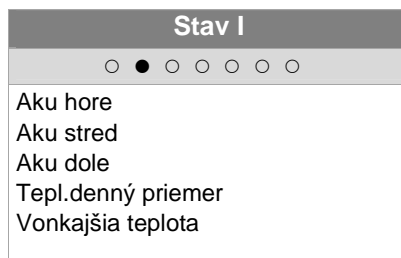 Stav I
Aku hore
Aku stred
Aku dole
Tepl.denný priemer
Vonkajšia teplota